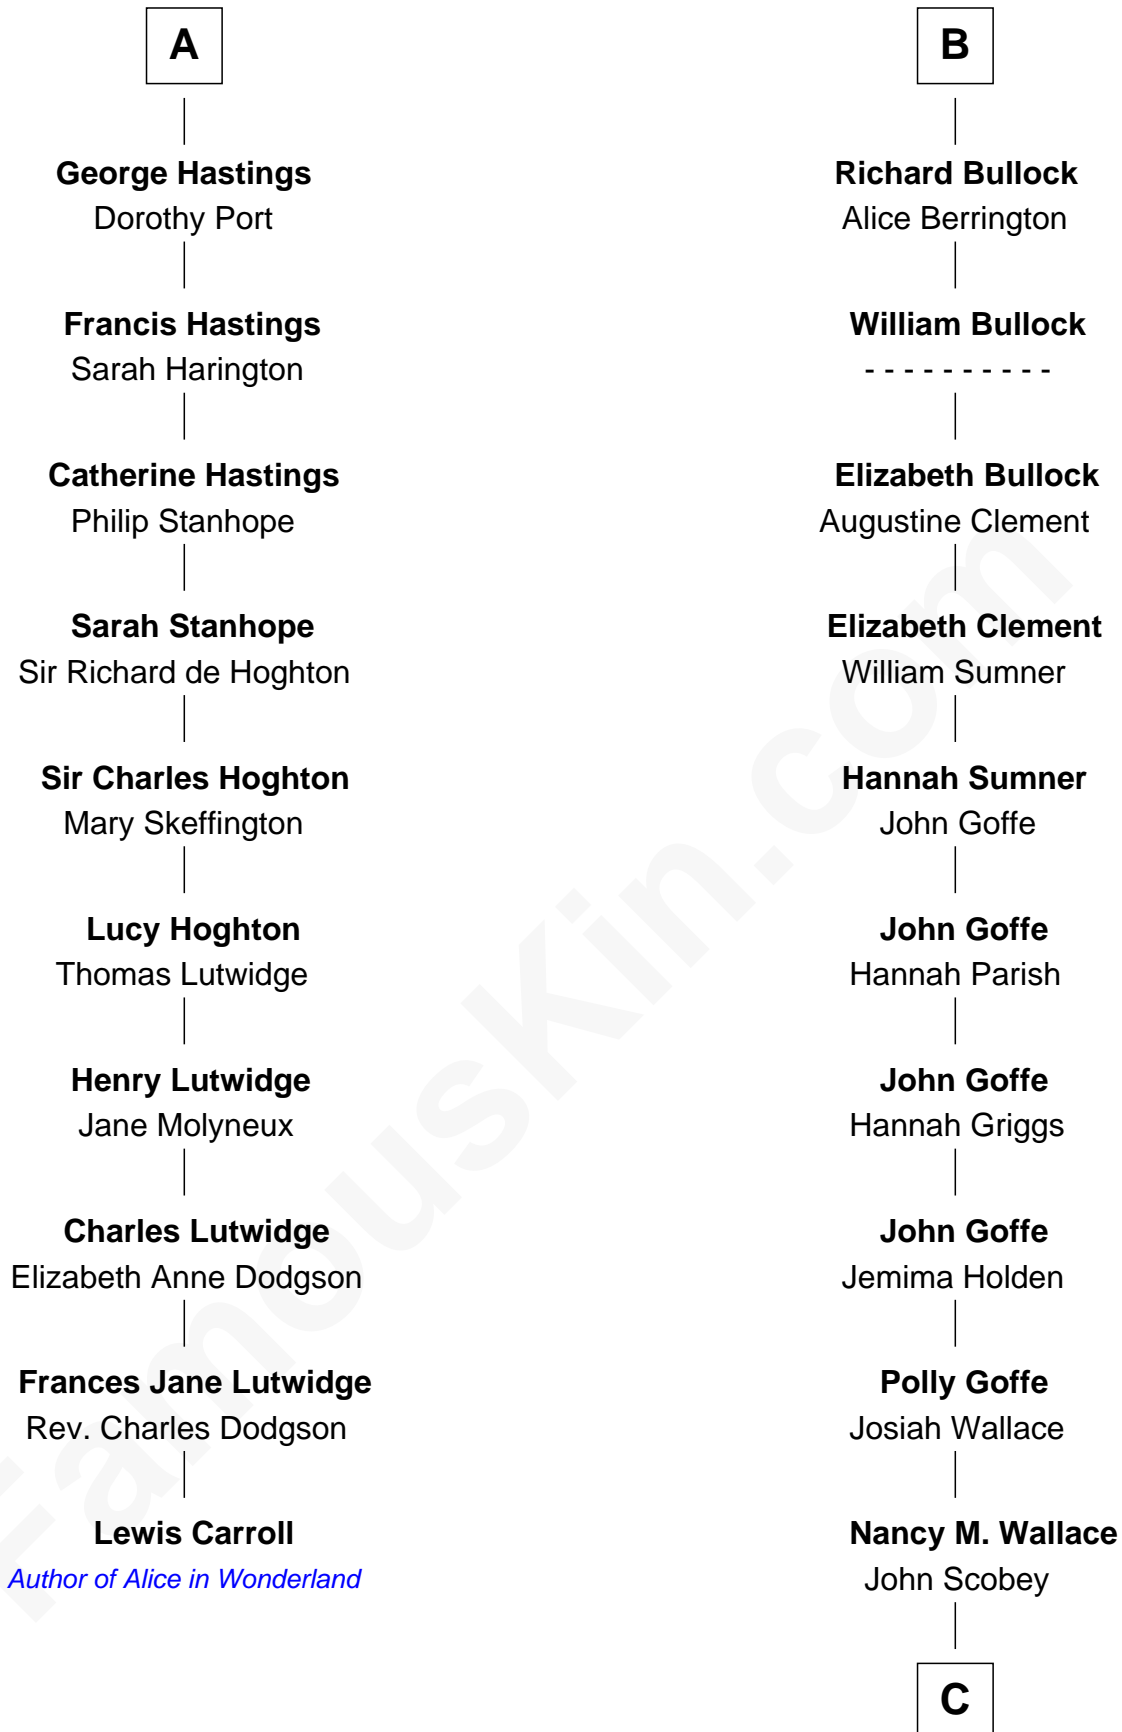 A
George Hastings
Dorothy Port
Francis Hastings
Sarah Harington
Catherine Hastings
Philip Stanhope
Sarah Stanhope
Sir Richard de Hoghton
Sir Charles Hoghton
Mary Skeffington
Lucy Hoghton
Thomas Lutwidge
Henry Lutwidge
Jane Molyneux
Charles Lutwidge
Elizabeth Anne Dodgson
Frances Jane Lutwidge
Rev. Charles Dodgson
Lewis Carroll
Author of Alice in Wonderland
B
Richard Bullock
Alice Berrington
William Bullock
- - - - - - - - - -
Elizabeth Bullock
Augustine Clement
Elizabeth Clement
William Sumner
Hannah Sumner
John Goffe
John Goffe
Hannah Parish
John Goffe
Hannah Griggs
John Goffe
Jemima Holden
Polly Goffe
Josiah Wallace
Nancy M. Wallace
John Scobey
C
FamousKin.com